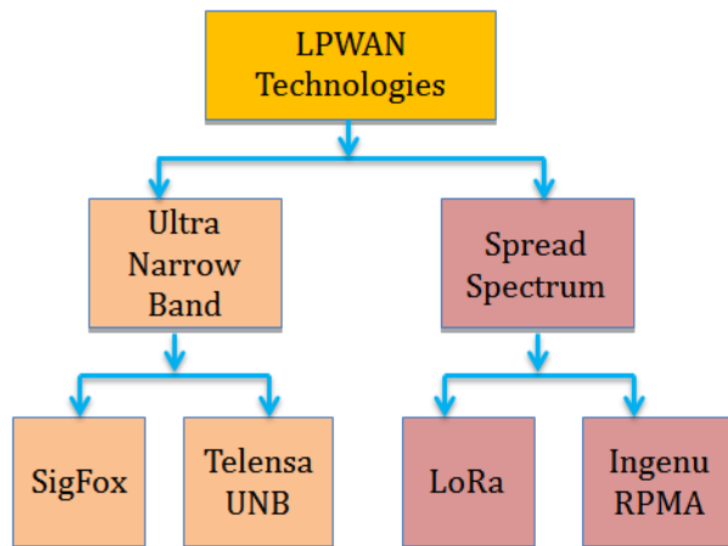 LPWAN
Technologies
Ultra
Narrow
Band
Spread
Spectrum
SigFox
Telensa
UNB
LoRa
Ingenu
RPMA